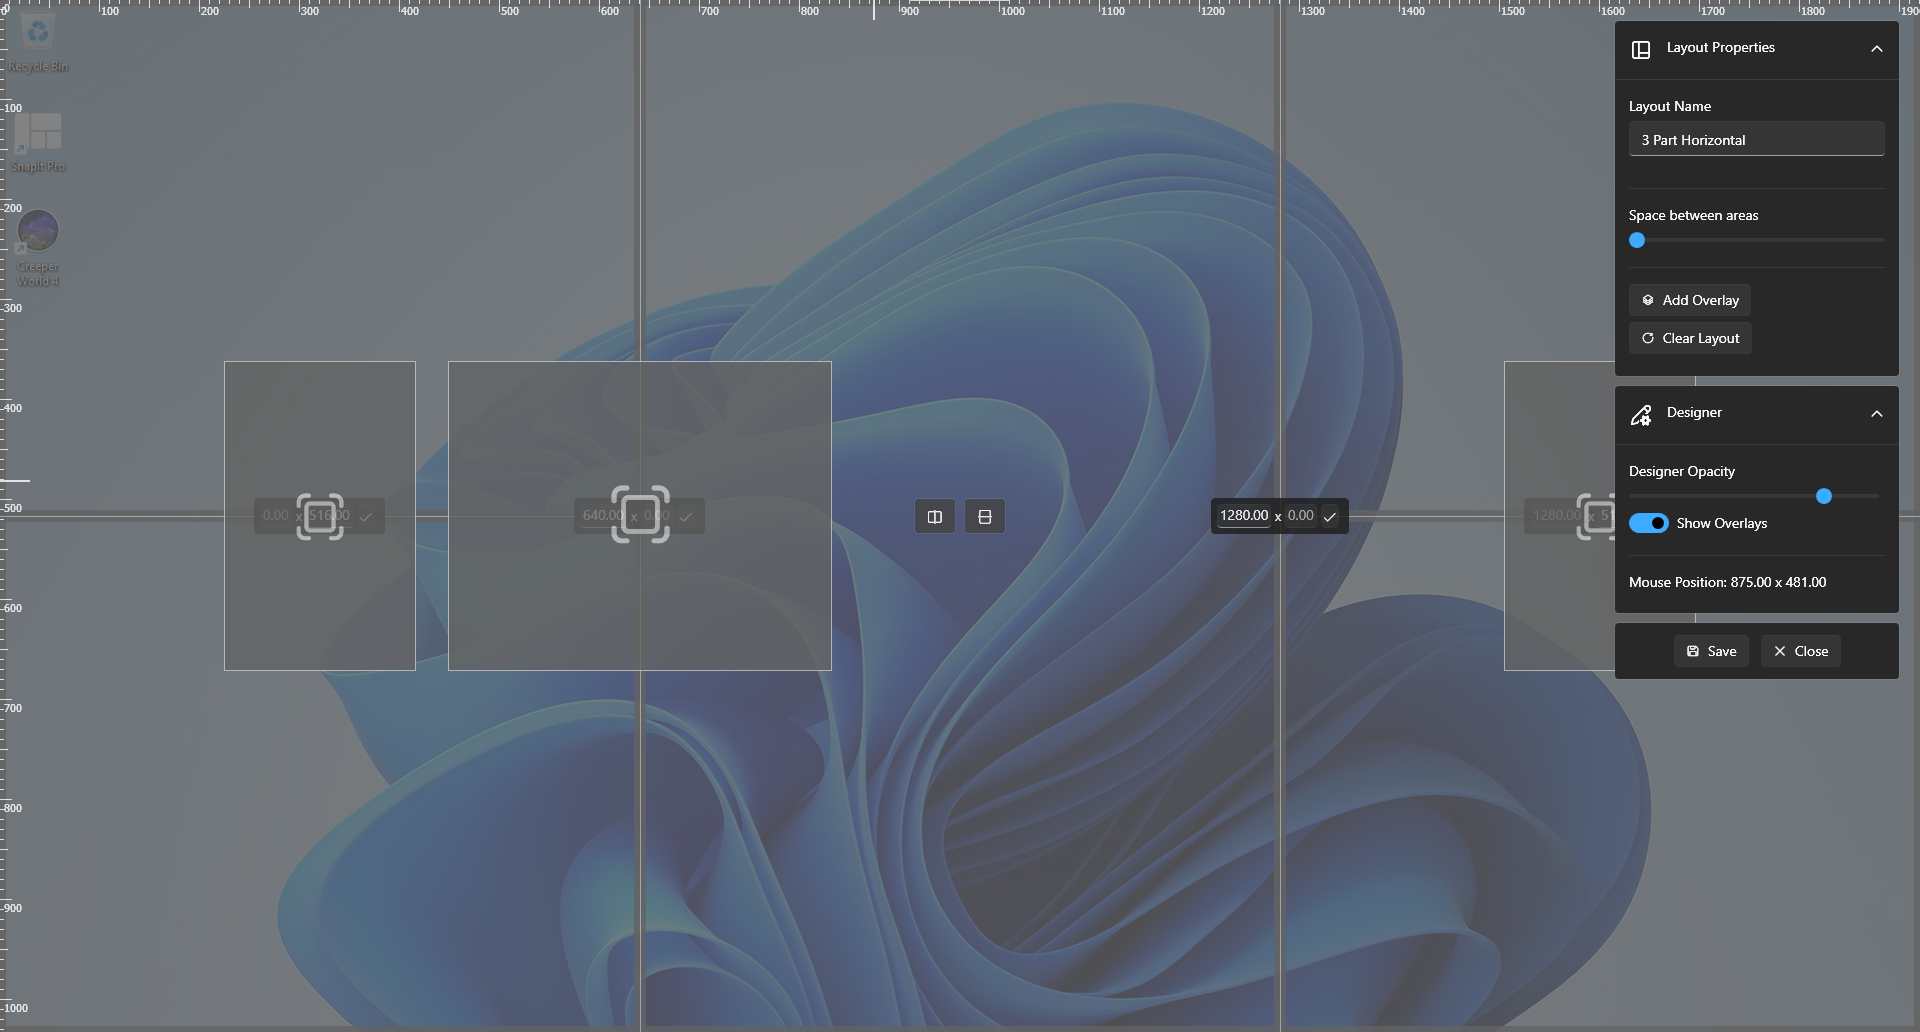 0 100 200 300 400 500 600 700 800 900 1000 1100 1200 1300 1400 1500 1600 1700 1800 190
0
100
200
300
400
500
600
700
800
900
1000
Recycle Bin
SnapIt Pro
Creeper
World 4
0.00 x 516.00
640.00 x 0.00
1280.00 x 0.00
1280.00 x 51
Layout Properties
Layout Name
3 Part Horizontal
Space between areas
Add Overlay
Clear Layout
Designer
Designer Opacity
Show Overlays
Mouse Position: 875.00 x 481.00
Save Close